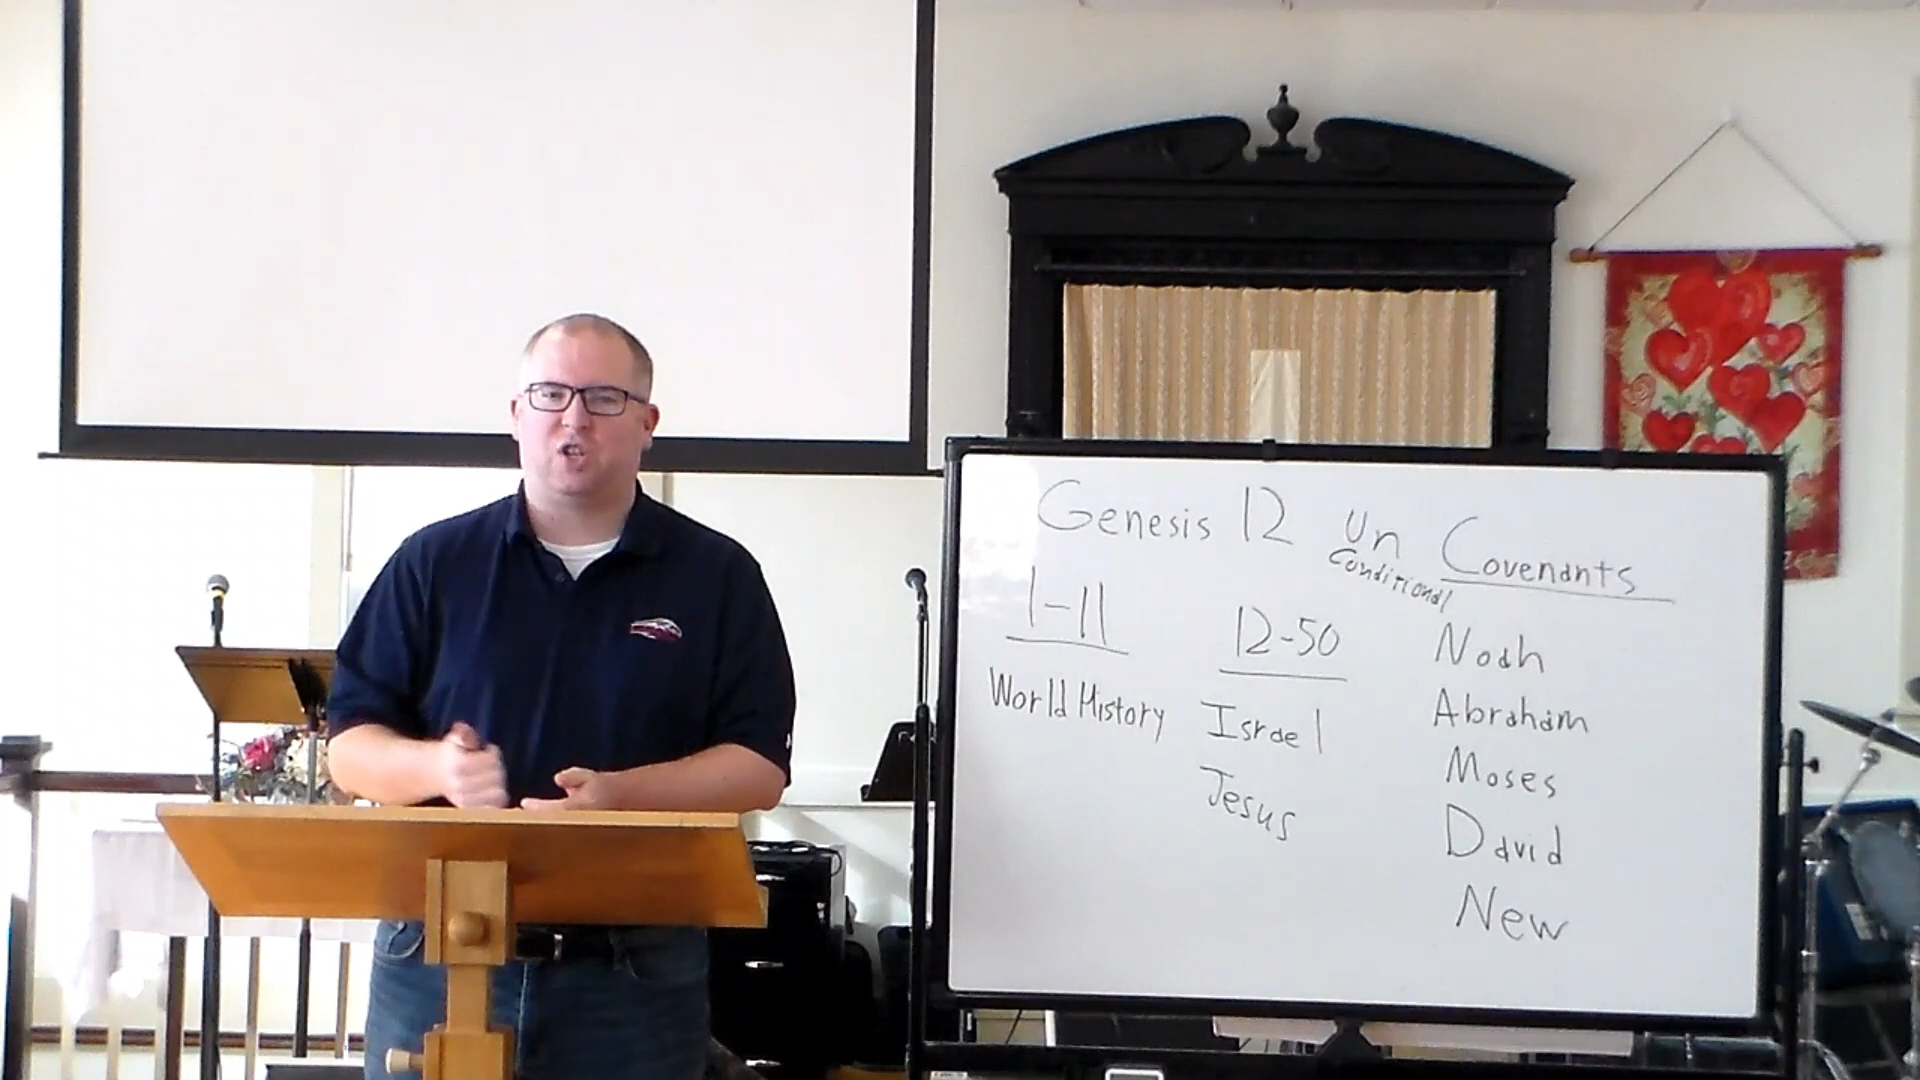 Genesis 12
Un
Conditional
Covenants
1-11
World History
12-50
Israel
Jesus
Noah
Abraham
Moses
David
New